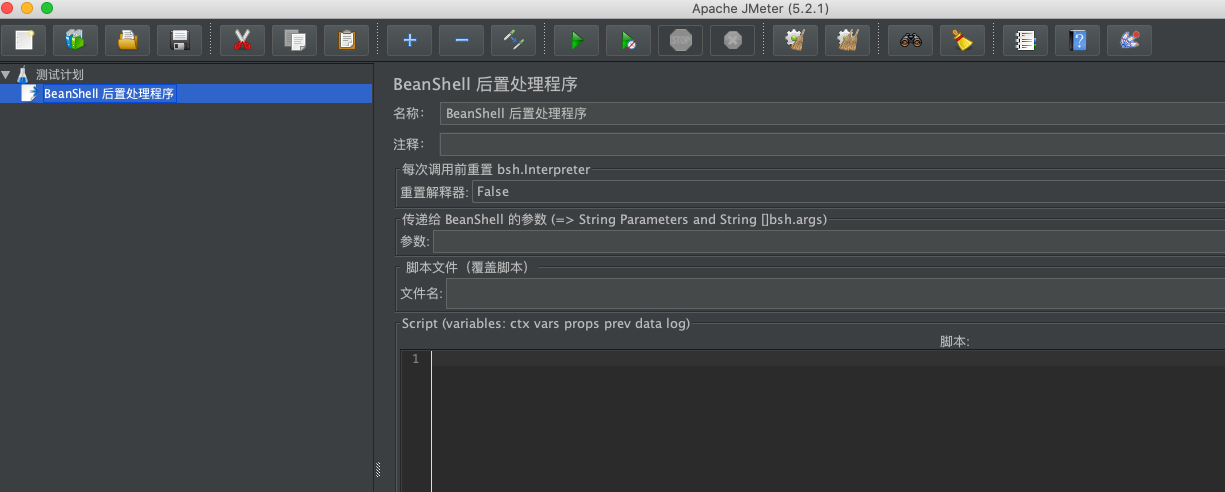 Apache JMeter (5.2.1)
STOP
测试计划
BeanShell 后置处理程序
BeanShell 后置处理程序
名称: BeanShell 后置处理程序
注释:
每次调用前重置 bsh.Interpreter
重置解释器: False
传递给 BeanShell 的参数 (=> String Parameters and String []bsh.args)
参数:
脚本文件（覆盖脚本）
文件名:
Script (variables: ctx vars props prev data log)
脚本:
1